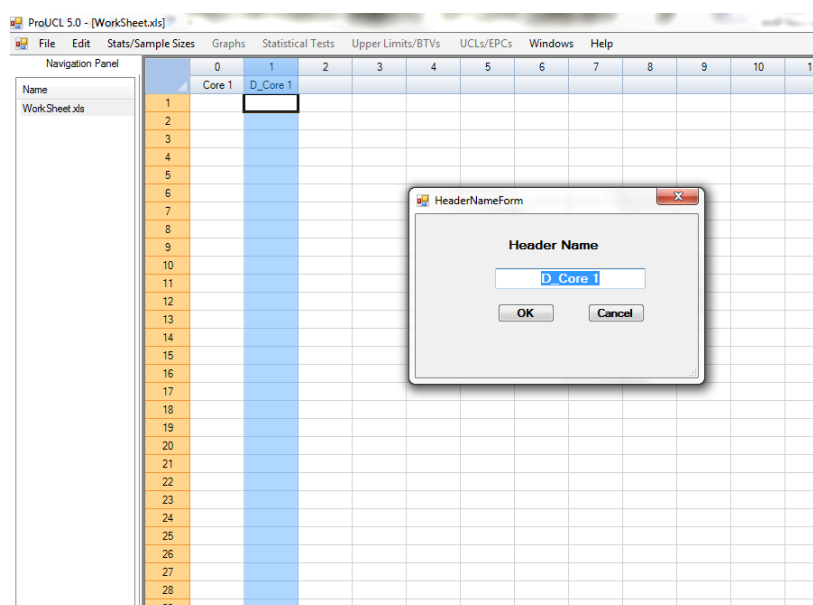 ProUCL 5.0 - [WorkSheet.xls]
File Edit Stats/Sample Sizes Graphs Statistical Tests Upper Limits/BTVs UCLs/EPCs Windows Help
Navigation Panel
Name
WorkSheet.xls
0 1 2 3 4 5 6 7 8 9 10
Core 1 D_Core 1
1
2
3
4
5
6
7
8
9
10
11
12
13
14
15
16
17
18
19
20
21
22
23
24
25
26
27
28
HeaderNameForm
X
Header Name
D_Core 1
OK Cancel